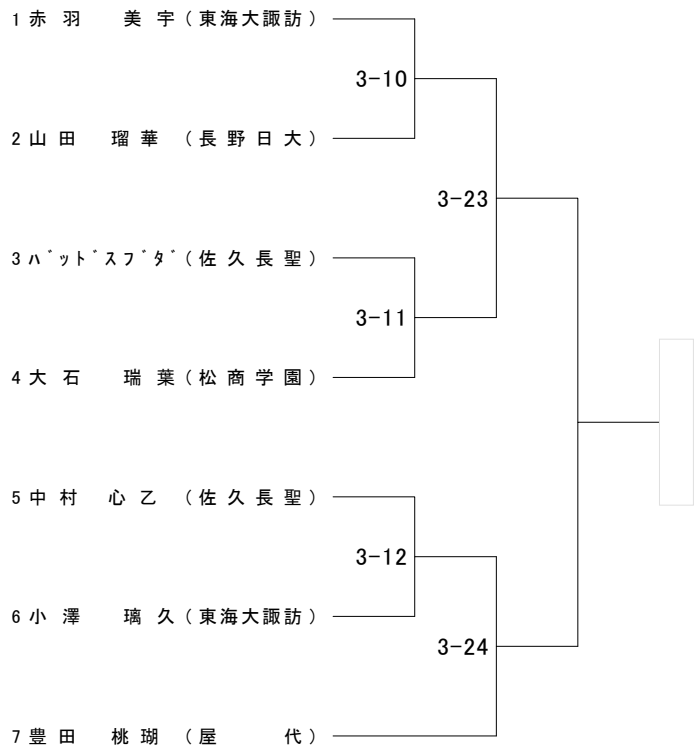 1 赤羽 美宇（東海大諏訪）
3-10
2 山田 瑠華（長野日大）
3-23
3 ﾊﾞｯﾄﾞｽﾌﾞﾀﾞ（佐久長聖）
3-11
4 大石 瑞葉（松商学園）
5 中村 心乙（佐久長聖）
3-12
6 小澤 璃久（東海大諏訪）
3-24
7 豊田 桃瑚（屋代）